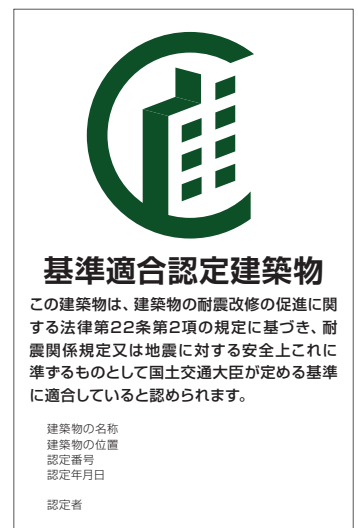 基準適合認定建築物
この建築物は、建築物の耐震改修の促進に関
する法律第22条第2項の規定に基づき、耐
震関係規定又は地震に対する安全上これに
準ずるものとして国土交通大臣が定める基準
に適合していると認められます。
建築物の名称
建築物の位置
認定番号
認定年月日
認定者